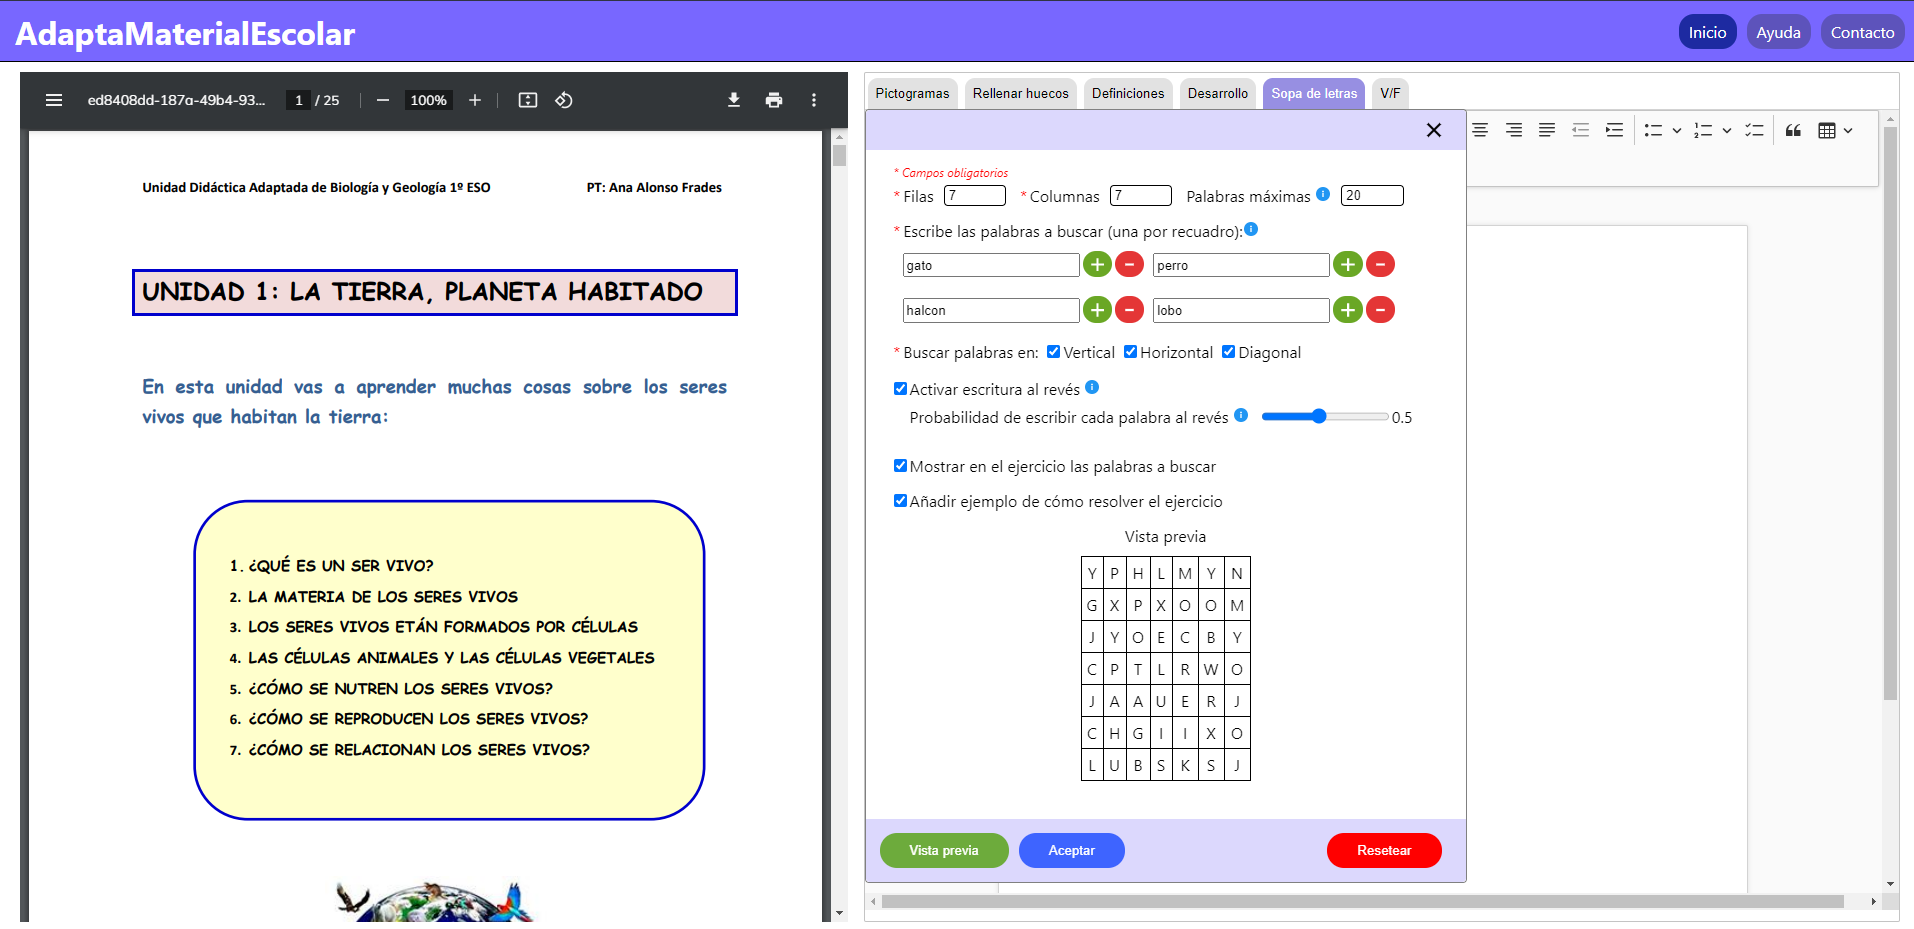 AdaptaMaterialEscolar
Inicio Ayuda Contacto
ed8408dd-187a-49b4-93... 1 / 25 100%
Unidad Didáctica Adaptada de Biología y Geología 1º ESO PT: Ana Alonso Frades
UNIDAD 1: LA TIERRA, PLANETA HABITADO
En esta unidad vas a aprender muchas cosas sobre los seres
vivos que habitan la tierra:
1. ¿QUÉ ES UN SER VIVO?
2. LA MATERIA DE LOS SERES VIVOS
3. LOS SERES VIVOS ETÁN FORMADOS POR CÉLULAS
4. LAS CÉLULAS ANIMALES Y LAS CÉLULAS VEGETALES
5. ¿CÓMO SE NUTREN LOS SERES VIVOS?
6. ¿CÓMO SE REPRODUCEN LOS SERES VIVOS?
7. ¿CÓMO SE RELACIONAN LOS SERES VIVOS?
Pictogramas Rellenar huecos Definiciones Desarrollo Sopa de letras V/F
* Campos obligatorios
* Filas 7 * Columnas 7 Palabras máximas 20
* Escribe las palabras a buscar (una por recuadro):
gato perro
halcon lobo
* Buscar palabras en: Vertical Horizontal Diagonal
Activar escritura al revés
Probabilidad de escribir cada palabra al revés 0.5
Mostrar en el ejercicio las palabras a buscar
Añadir ejemplo de cómo resolver el ejercicio
Vista previa
Y P H L M Y N
G X P X O O M
J Y O E C B Y
C P T L R W O
J A A U E R J
C H G I I X O
L U B S K S J
Vista previa Aceptar Resetear